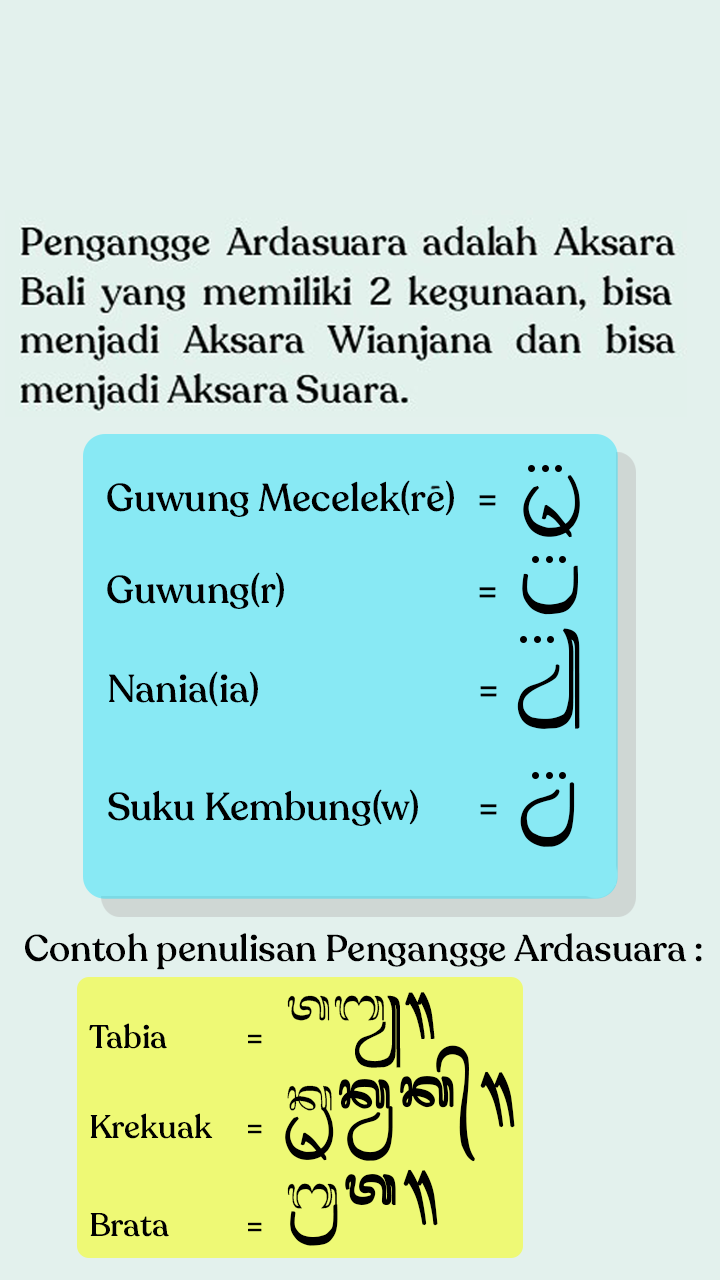 Pengangge Ardasuara adalah Aksara
Bali yang memiliki 2 kegunaan, bisa
menjadi Aksara Wianjana dan bisa
menjadi Aksara Suara.
Guwung Mecelek(rē) = ...ᬺ
Guwung(r) = ...᭄ᬭ
Nania(ia) = ...᭄ᬬ
Suku Kembung(w) = ...᭄ᬯ
Contoh penulisan Pengangge Ardasuara :
Tabia = ᬢᬩ᭄ᬬ᭟
Krekuak = ᬓᬺᬓ᭄ᬯᬓ᭄᭟
Brata = ᬩ᭄ᬭᬢ᭟